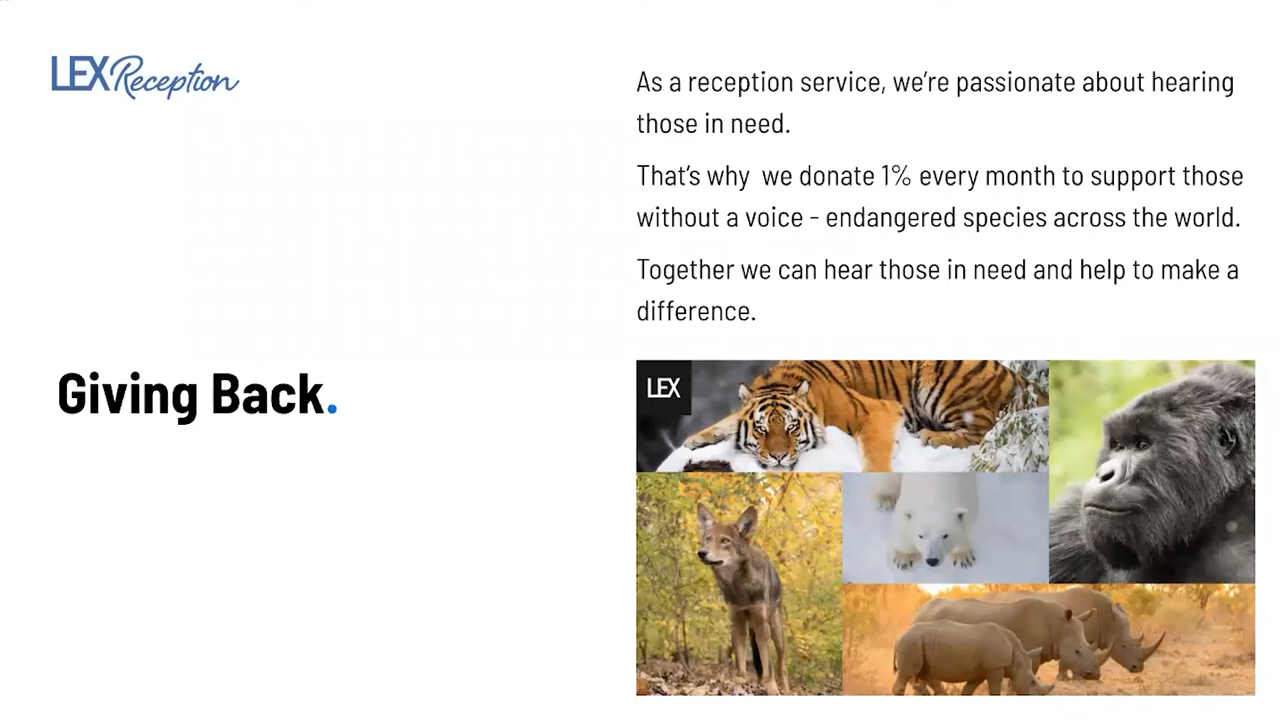 LEX Reception
As a reception service, we’re passionate about hearing
those in need.
That’s why  we donate 1% every month to support those
without a voice - endangered species across the world.
Together we can hear those in need and help to make a
difference.
Giving Back.
LEX